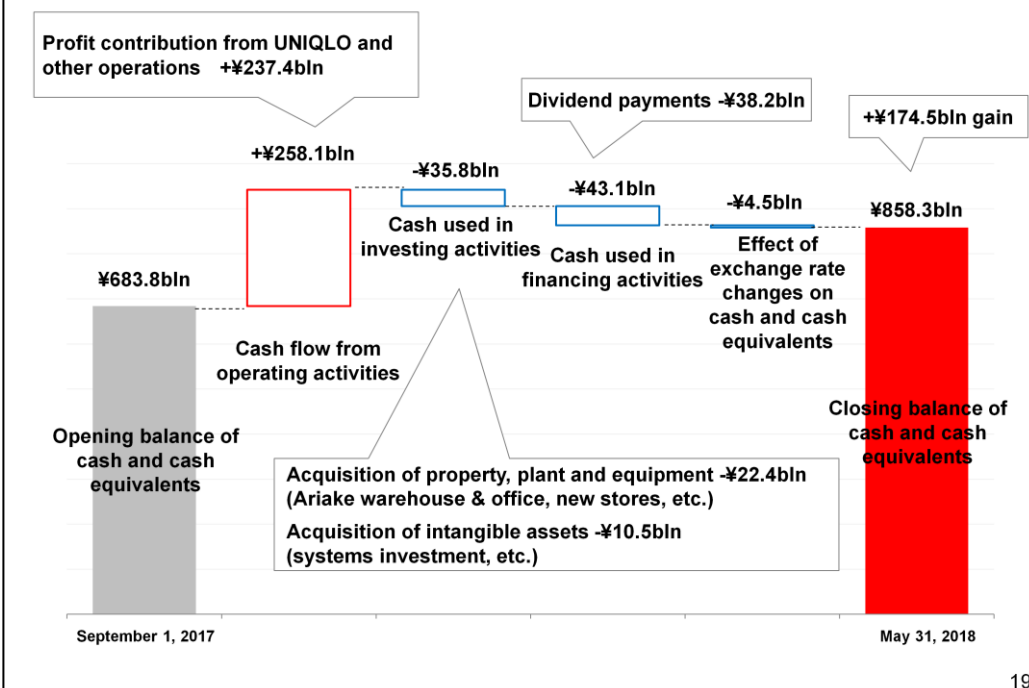 Profit contribution from UNIQLO and
other operations +¥237.4bln
Dividend payments -¥38.2bln
+¥174.5bln gain
+¥258.1bln
-¥35.8bln
-¥43.1bln
-¥4.5bln
¥858.3bln
¥683.8bln
Cash used in
investing activities
Cash used in
financing activities
Effect of
exchange rate
changes on
cash and cash
equivalents
Cash flow from
operating activities
Opening balance of
cash and cash
equivalents
Closing balance of
cash and cash
equivalents
Acquisition of property, plant and equipment -¥22.4bln
(Ariake warehouse & office, new stores, etc.)
Acquisition of intangible assets -¥10.5bln
(systems investment, etc.)
September 1, 2017
May 31, 2018
19